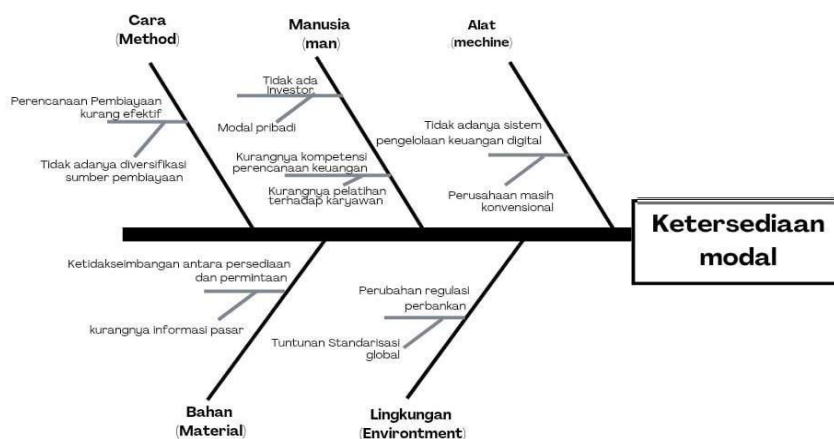 Cara
(Method)
Manusia
(man)
Alat
(mechine)
Perencanaan Pembiayaan
kurang efektif
Tidak adanya diversifikasi
sumber pembiayaan
Tidak ada
Investor
Modal pribadi
Kurangnya kompetensi
perencanaan keuangan
Kurangnya pelatihan
terhadap karyawan
Tidak adanya sistem
pengelolaan keuangan digital
Perusahaan masih
konvensional
Ketersediaan
modal
Ketidakseimbangan antara persediaan
dan permintaan
kurangnya informasi pasar
Perubahan regulasi
perbankan
Tuntunan Standarisasi
global
Bahan
(Material)
Lingkungan
(Environtment)